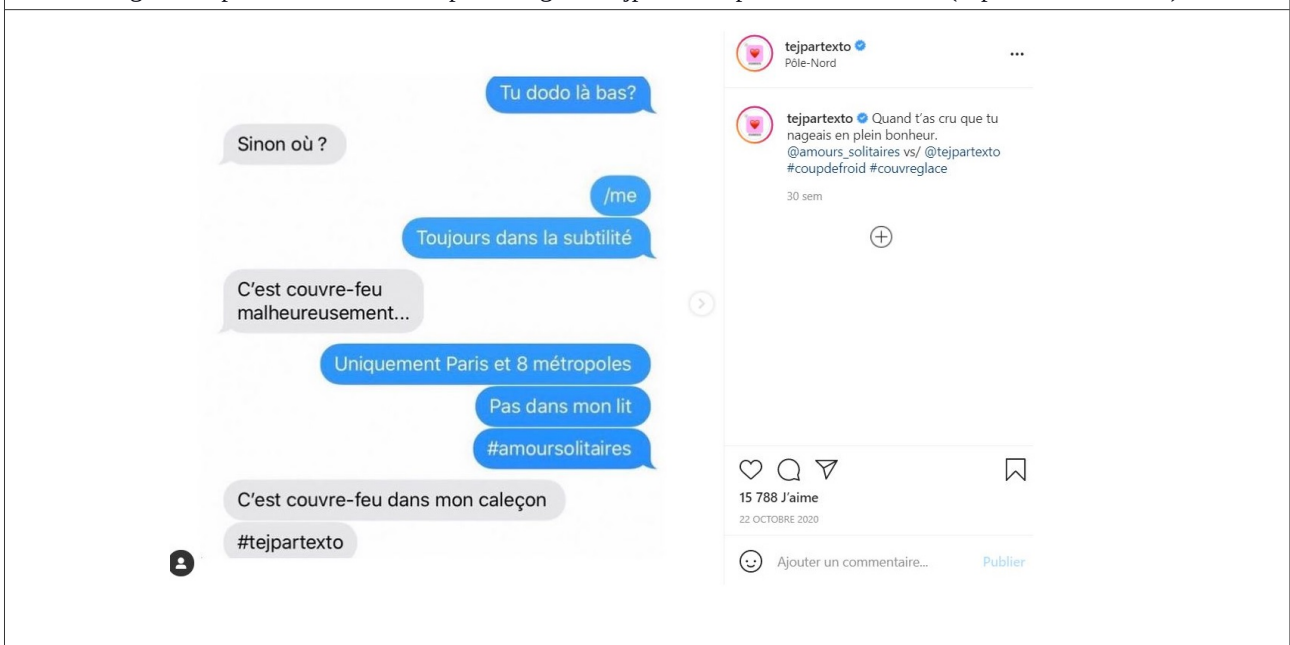 Tu dodo là bas?
Sinon où ?
/me
Toujours dans la subtilité
C'est couvre-feu
malheureusement...
Uniquement Paris et 8 métropoles
Pas dans mon lit
#amoursolitaires
C'est couvre-feu dans mon caleçon
#tejpartexto
tejpartexto
Pôle-Nord
tejpartexto Quand t'as cru que tu
nageais en plein bonheur.
@amours_solitaires vs/ @tejpartexto
#coupdefroid #couvreglace
30 sem
15 788 J'aime
22 OCTOBRE 2020
Ajouter un commentaire...
Publier